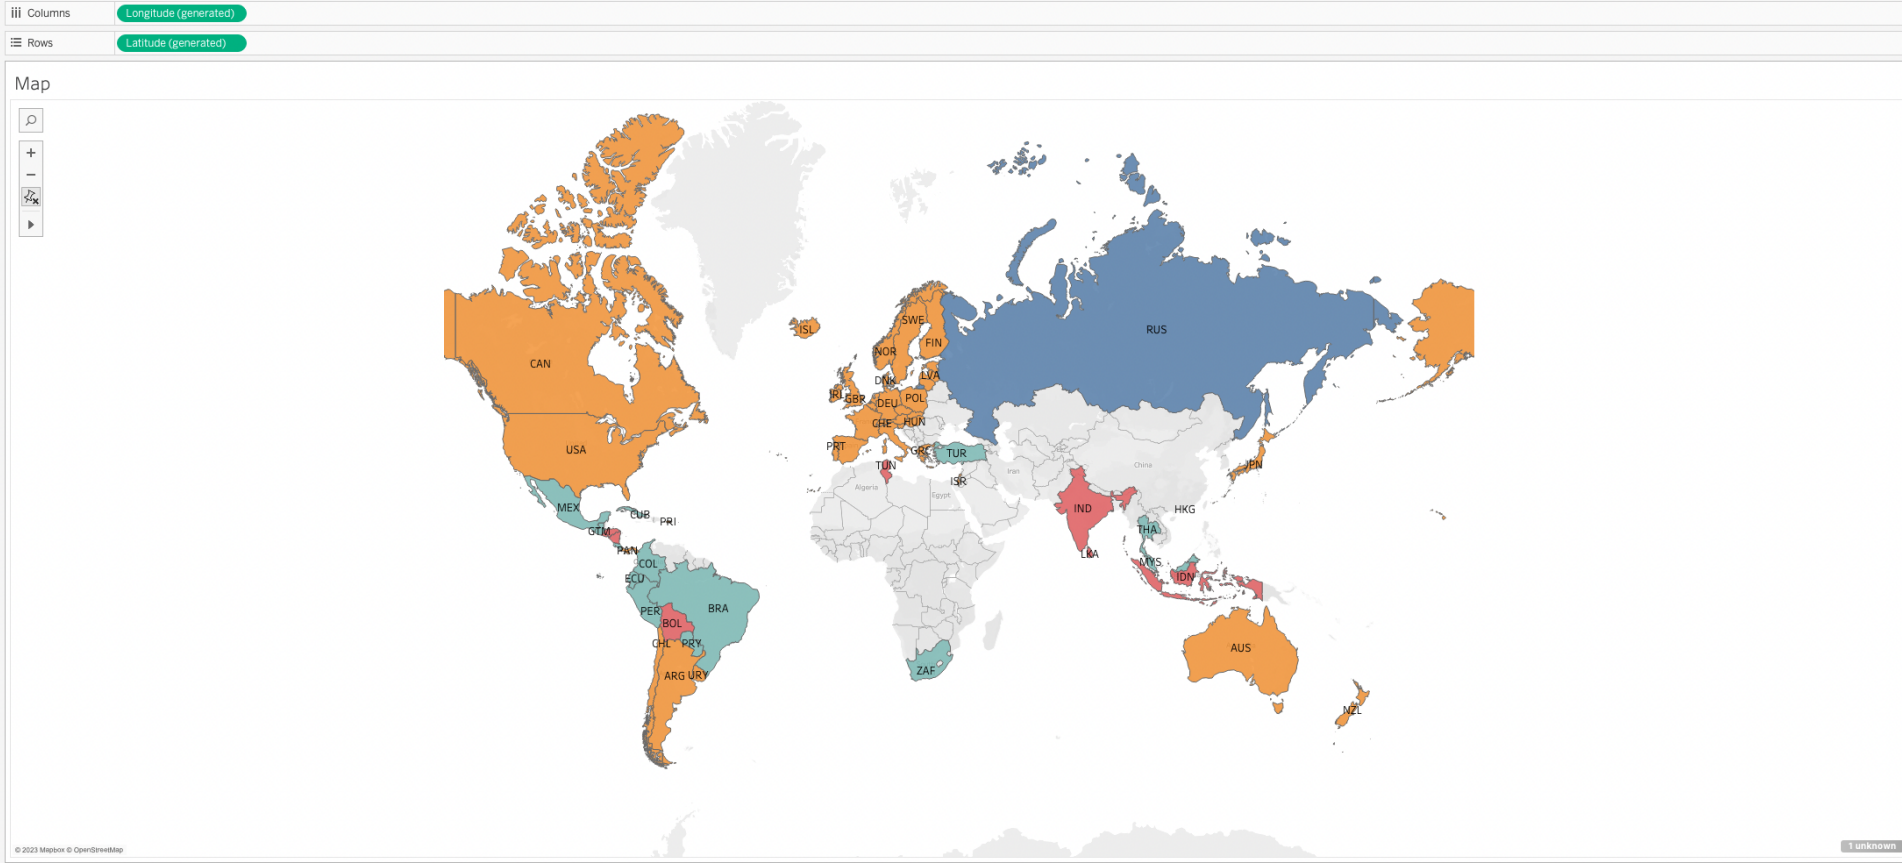 Columns
Longitude (generated)
Rows
Latitude (generated)
Map
ISL
SWE
FIN
RUS
NOR
CAN
DNK
LVA
IRL
GBR
DEU
POL
CHE
HUN
USA
PRT
GRC
TUR
TUN
JPN
China
Iran
ISR
Algeria
Egypt
MEX
IND
HKG
CUB
PRI
GTM
THA
PAN
LKA
COL
MYS
ECU
IDN
PER
BRA
BOL
CHL
PRY
AUS
ZAF
ARG
URY
NZL
© 2023 Mapbox © OpenStreetMap
1 unknown